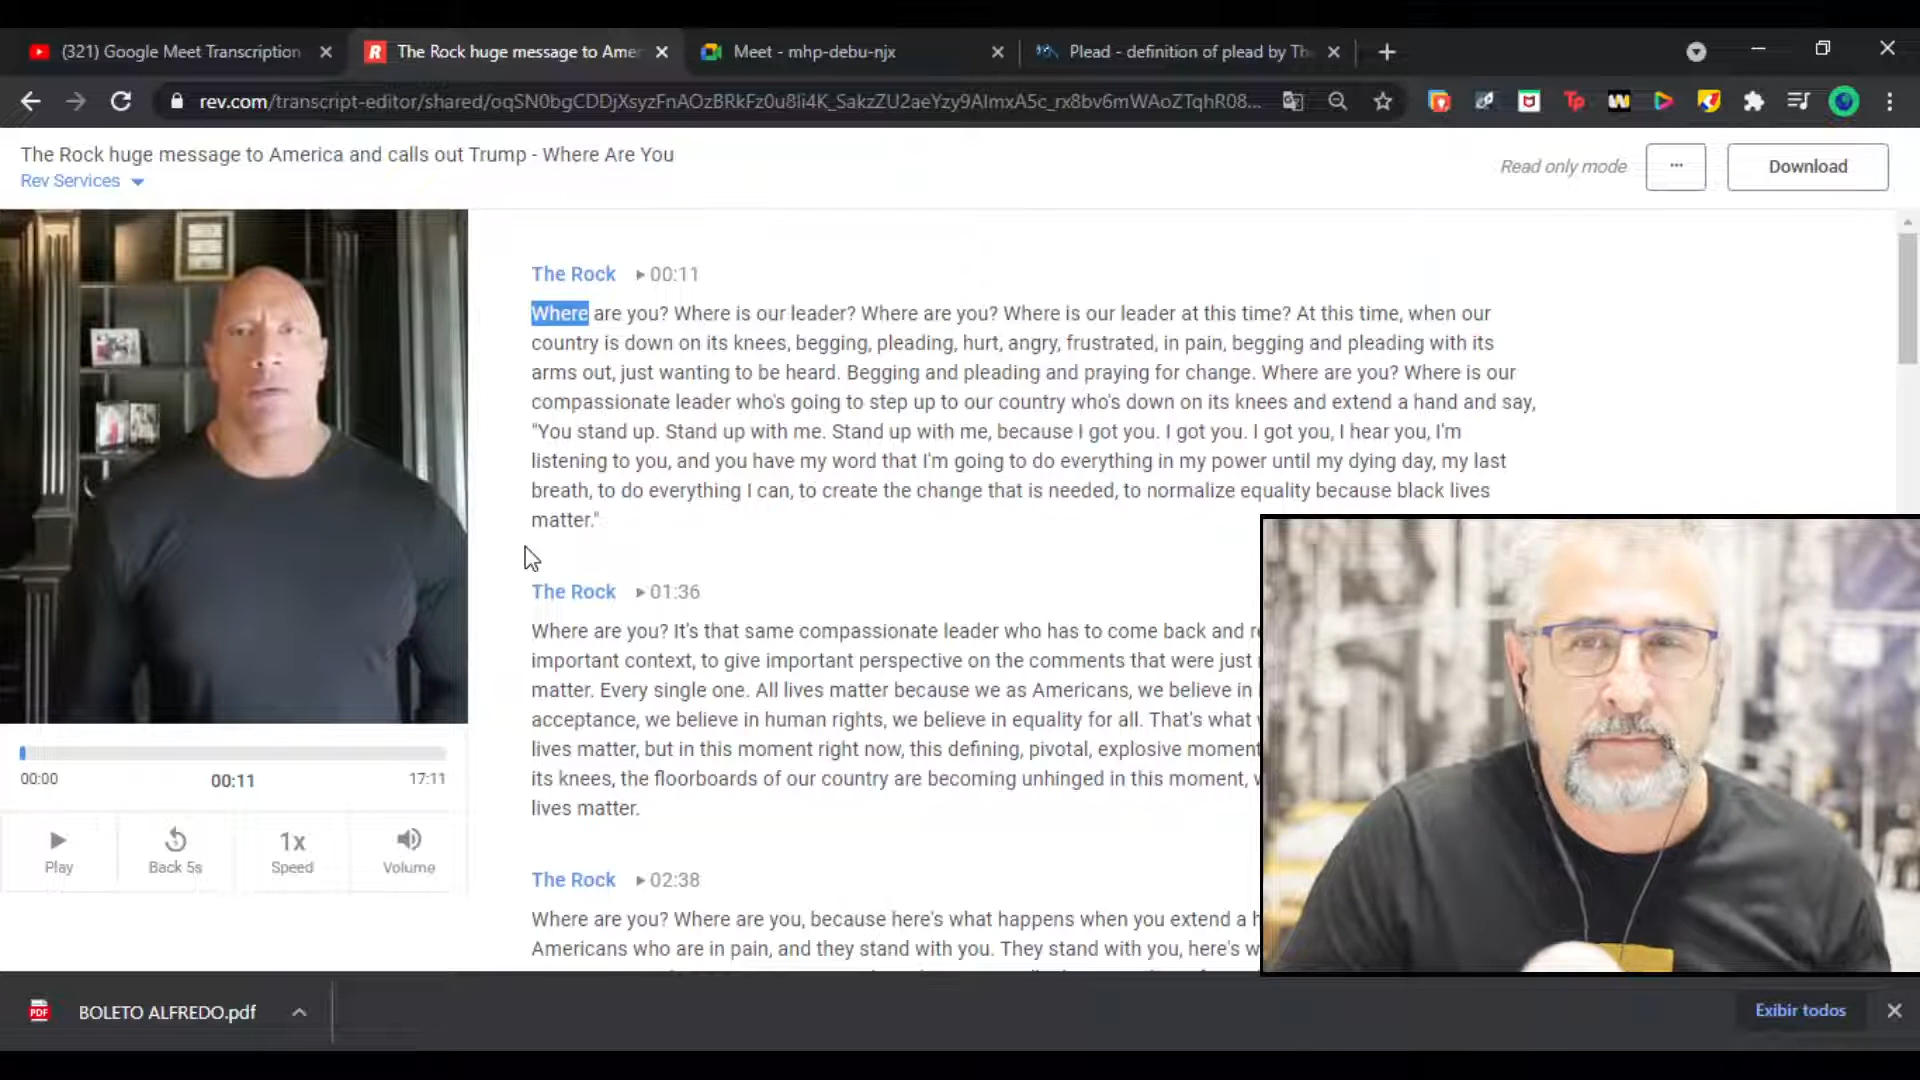 (321) Google Meet Transcription
The Rock huge message to Amer
Meet - mhp-debu-njx
Plead - definition of plead by Th
rev.com/transcript-editor/shared/oqSN0bgCDDjXsyzFnAOzBRkFz0u8li4K_SakzZU2aeYzy9AlmxA5c_rx8bv6mWAoZTqhR08...
The Rock huge message to America and calls out Trump - Where Are You
Rev Services
Read only mode
...
Download
The Rock 00:11
Where are you? Where is our leader? Where are you? Where is our leader at this time? At this time, when our
country is down on its knees, begging, pleading, hurt, angry, frustrated, in pain, begging and pleading with its
arms out, just wanting to be heard. Begging and pleading and praying for change. Where are you? Where is our
compassionate leader who's going to step up to our country who's down on its knees and extend a hand and say,
"You stand up. Stand up with me. Stand up with me, because I got you. I got you. I got you, I hear you, I'm
listening to you, and you have my word that I'm going to do everything in my power until my dying day, my last
breath, to do everything I can, to create the change that is needed, to normalize equality because black lives
matter."
The Rock 01:36
Where are you? It's that same compassionate leader who has to come back and
important context, to give important perspective on the comments that were just
matter. Every single one. All lives matter because we as Americans, we believe in
acceptance, we believe in human rights, we believe in equality for all. That's what
lives matter, but in this moment right now, this defining, pivotal, explosive moment
its knees, the floorboards of our country are becoming unhinged in this moment,
lives matter.
The Rock 02:38
Where are you? Where are you, because here's what happens when you extend a
Americans who are in pain, and they stand with you. They stand with you, here's
00:00
00:11
17:11
Play
Back 5s
1x
Speed
Volume
PDF
BOLETO ALFREDO.pdf
Exibir todos